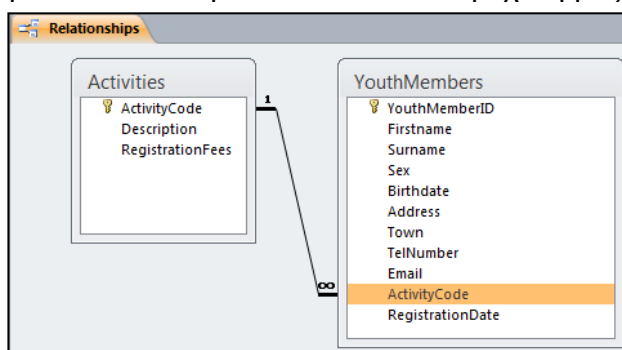 Relationships
Activities
ActivityCode
Description
RegistrationFees
1
∞
YouthMembers
YouthMemberID
Firstname
Surname
Sex
Birthdate
Address
Town
TelNumber
Email
ActivityCode
RegistrationDate